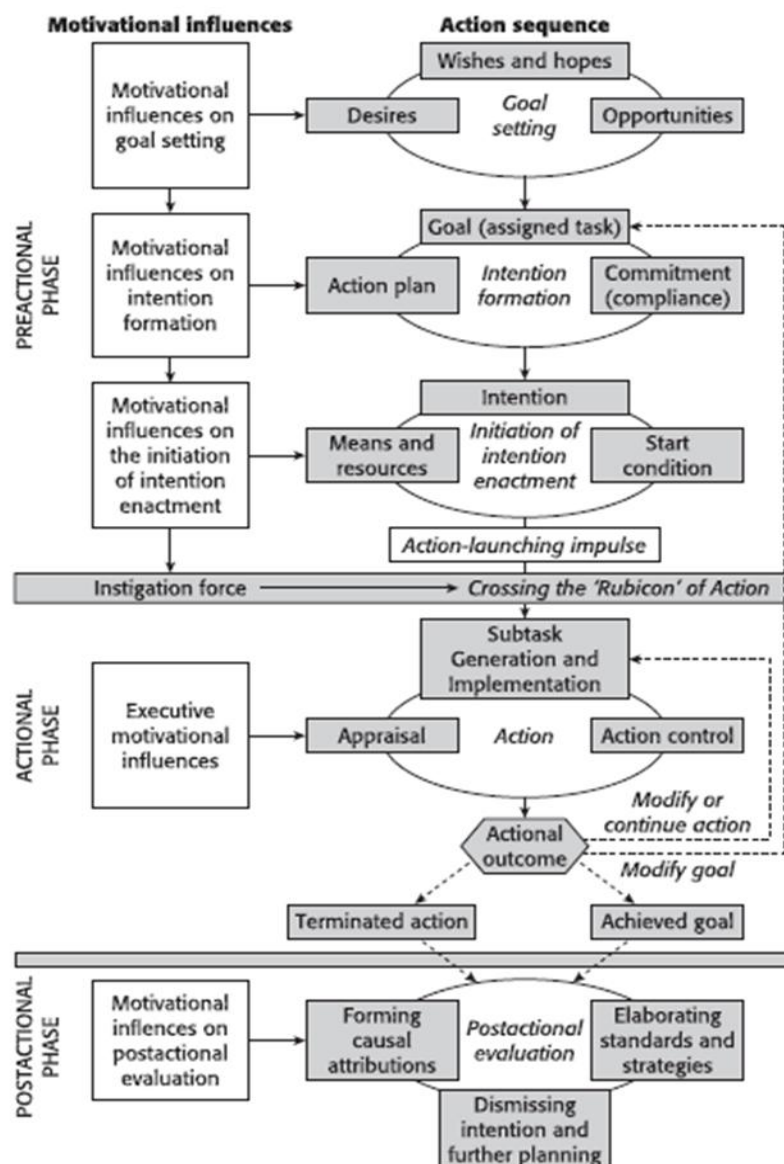 Motivational influences
Action sequence
PREACTIONAL
PHASE
Motivational
influences on
goal setting
Wishes and hopes
Desires
Goal
setting
Opportunities
Motivational
influences on
intention
formation
Goal (assigned task)
Action plan
Intention
formation
Commitment
(compliance)
Motivational
influences on
the initiation
of intention
enactment
Intention
Means and
resources
Initiation of
intention
enactment
Start
condition
Action-launching impulse
Instigation force
Crossing the 'Rubicon' of Action
ACTIONAL
PHASE
Executive
motivational
influences
Subtask
Generation and
Implementation
Appraisal
Action
Action control
Modify or
continue action
Actional
outcome
Modify goal
Terminated action
Achieved goal
POSTACTIONAL
PHASE
Motivational
inflences on
postactional
evaluation
Forming
causal
attributions
Postactional
evaluation
Elaborating
standards and
strategies
Dismissing
intention and
further planning